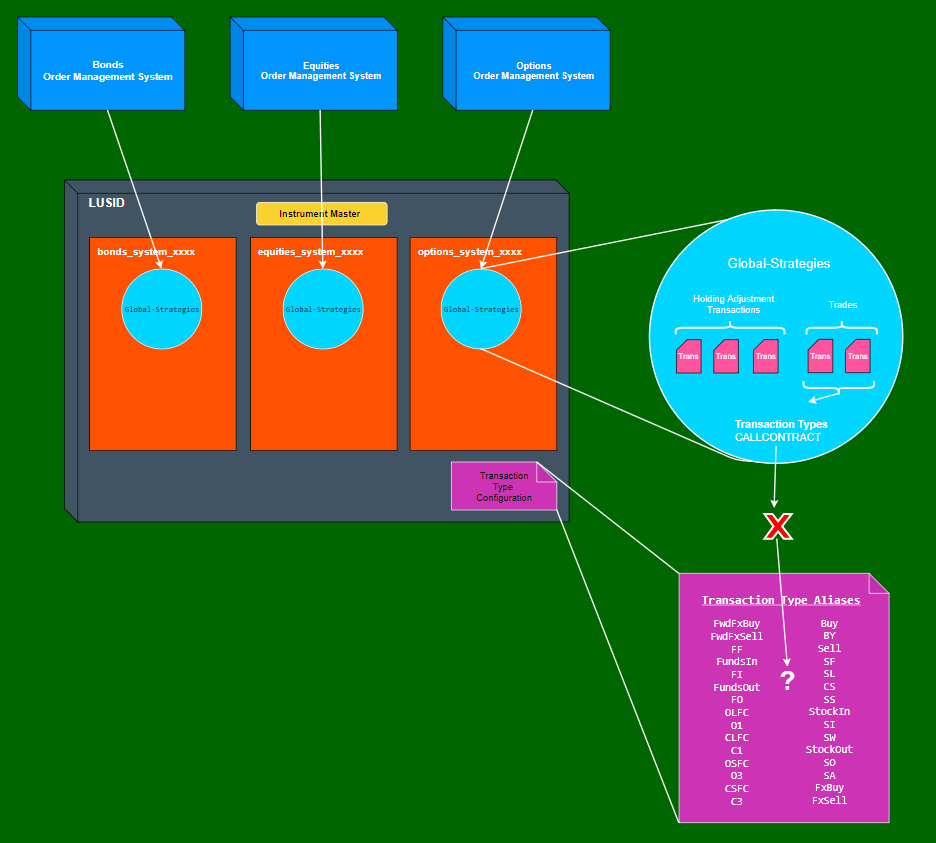 Bonds
Order Management System
Equities
Order Management System
Options
Order Management System
LUSID
Instrument Master
bonds_system_xxxx
equities_system_xxxx
options_system_xxxx
Global-Strategies
Global-Strategies
Global-Strategies
Transaction
Type
Configuration
Global-Strategies
Holding Adjustment
Transactions
Trades
Trans
Trans
Trans
Trans
Trans
Transaction Types
CALLCONTRACT
X
Transaction Type Aliases
FwdFxBuy
FwdFxSell
FF
FundsIn
FI
FundsOut
FO
OLFC
O1
CLFC
C1
OSFC
O3
CSFC
C3
?
Buy
BY
Sell
SF
SL
CS
SS
StockIn
SI
SW
StockOut
SO
SA
FxBuy
FxSell